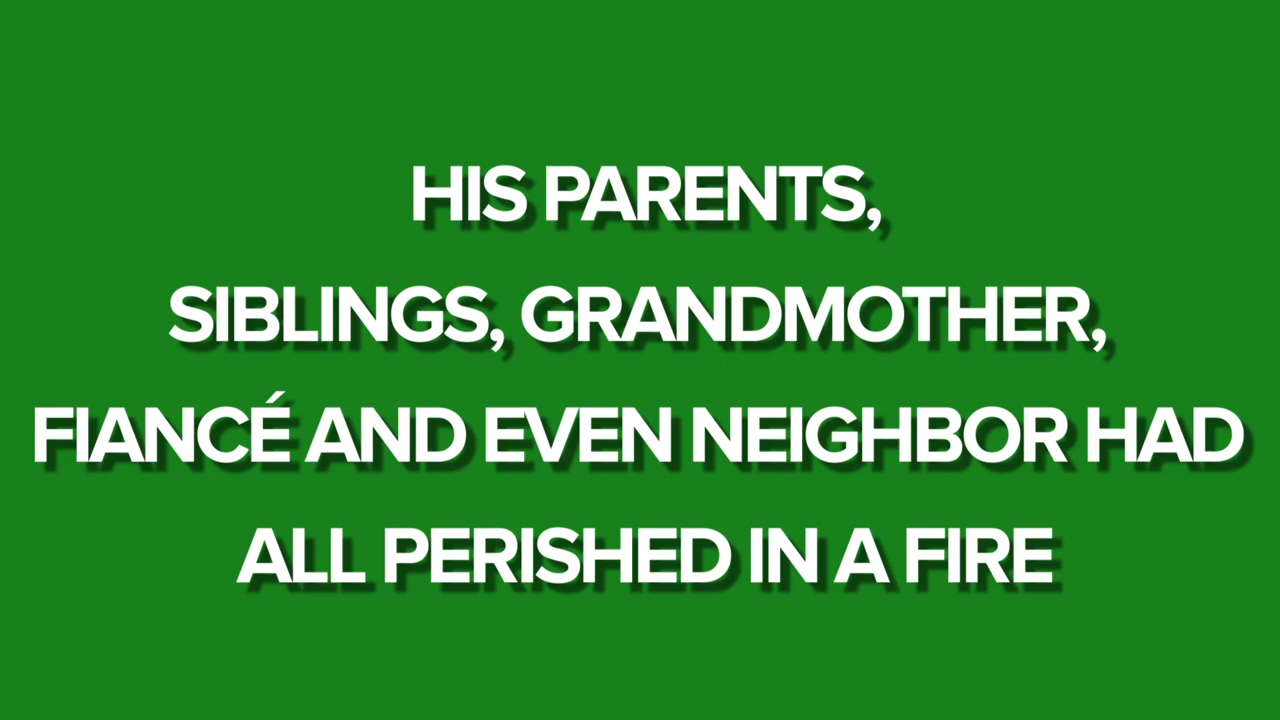 HIS PARENTS,
SIBLINGS, GRANDMOTHER,
FIANCÉ AND EVEN NEIGHBOR HAD
ALL PERISHED IN A FIRE